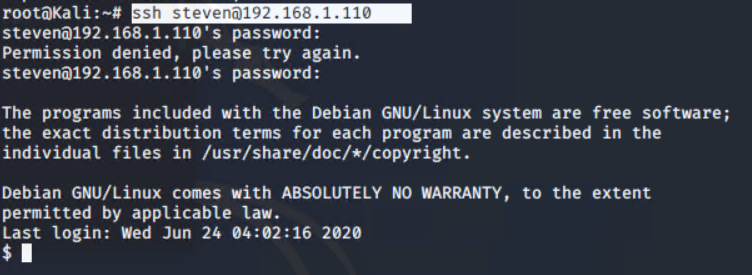 root@Kali:~# ssh steven@192.168.1.110
steven@192.168.1.110's password:
Permission denied, please try again.
steven@192.168.1.110's password:
The programs included with the Debian GNU/Linux system are free software;
the exact distribution terms for each program are described in the
individual files in /usr/share/doc/*/copyright.
Debian GNU/Linux comes with ABSOLUTELY NO WARRANTY, to the extent
permitted by applicable law.
Last login: Wed Jun 24 04:02:16 2020
$